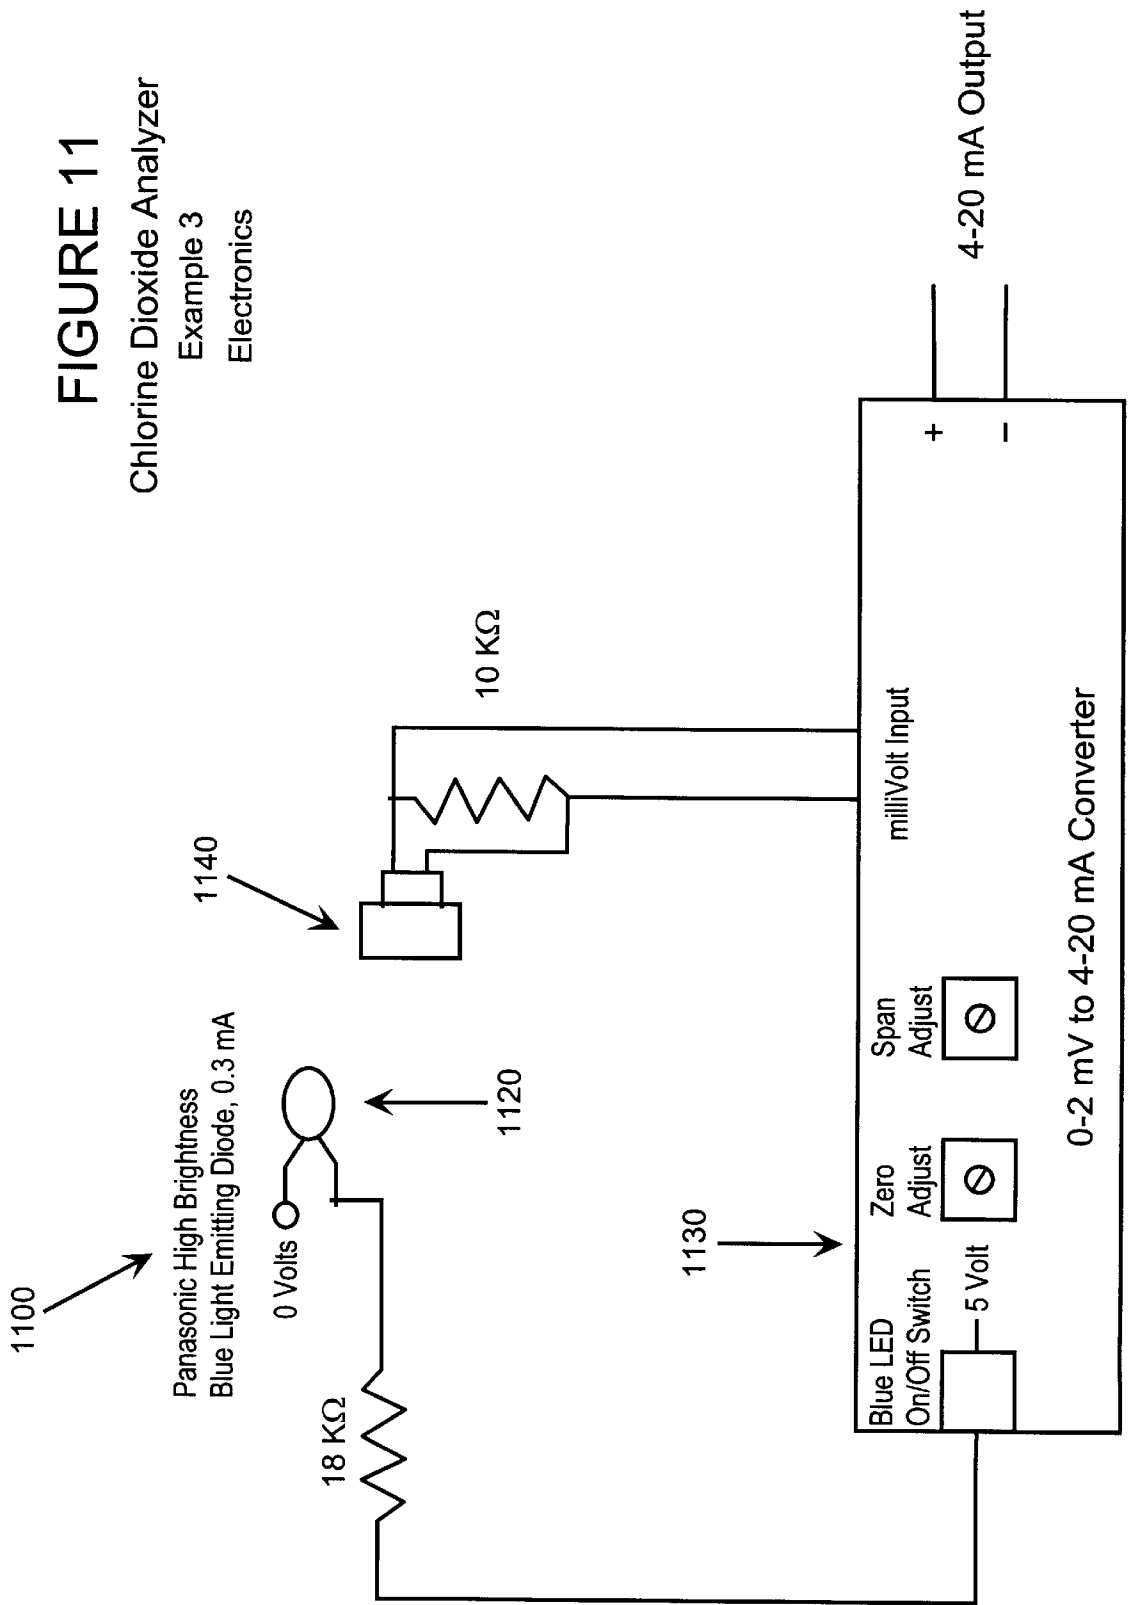 FIGURE 11
Chlorine Dioxide Analyzer
Example 3
Electronics
1100
Panasonic High Brightness
Blue Light Emitting Diode, 0.3 mA
0 Volts
1120
1140
18 KΩ
10 KΩ
1130
Blue LED
On/Off Switch
5 Volt
Zero
Adjust
Span
Adjust
milliVolt Input
0-2 mV to 4-20 mA Converter
+
−
4-20 mA Output